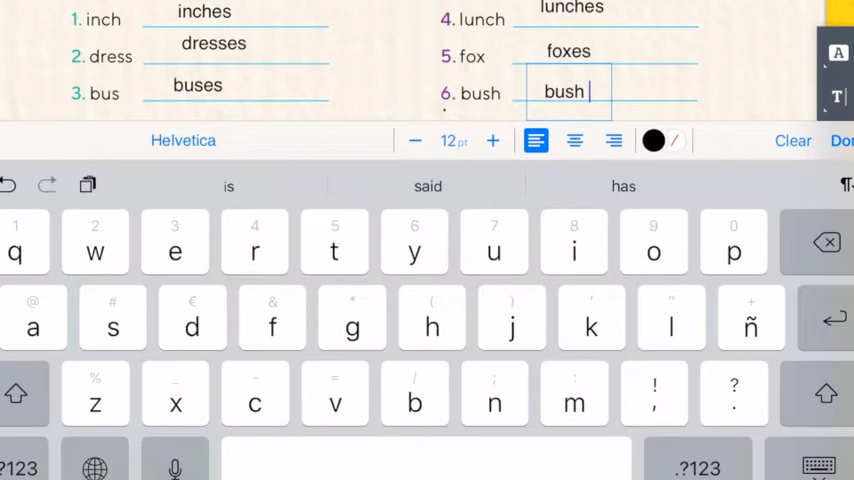 1. inch inches
2. dress dresses
3. bus buses
4. lunch lunches
5. fox foxes
6. bush bush
A
T
Helvetica − 12pt + Clear Don
is said has
1 2 3 4 5 6 7 8 9 0
q w e r t y u i o p
@ # € & * ( ) ' " +
a s d f g h j k l ñ
% - = / ; : ! ?
z x c v b n m , .
?123 .?123